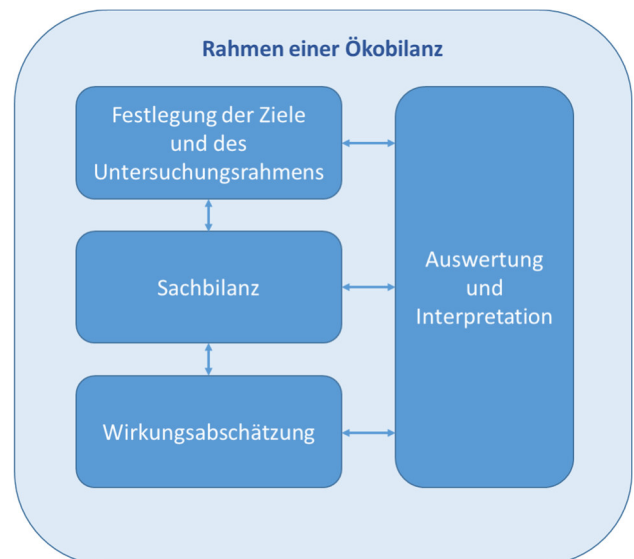 Rahmen einer Ökobilanz
Festlegung der Ziele
und des
Untersuchungsrahmens
Sachbilanz
Wirkungsabschätzung
Auswertung
und
Interpretation